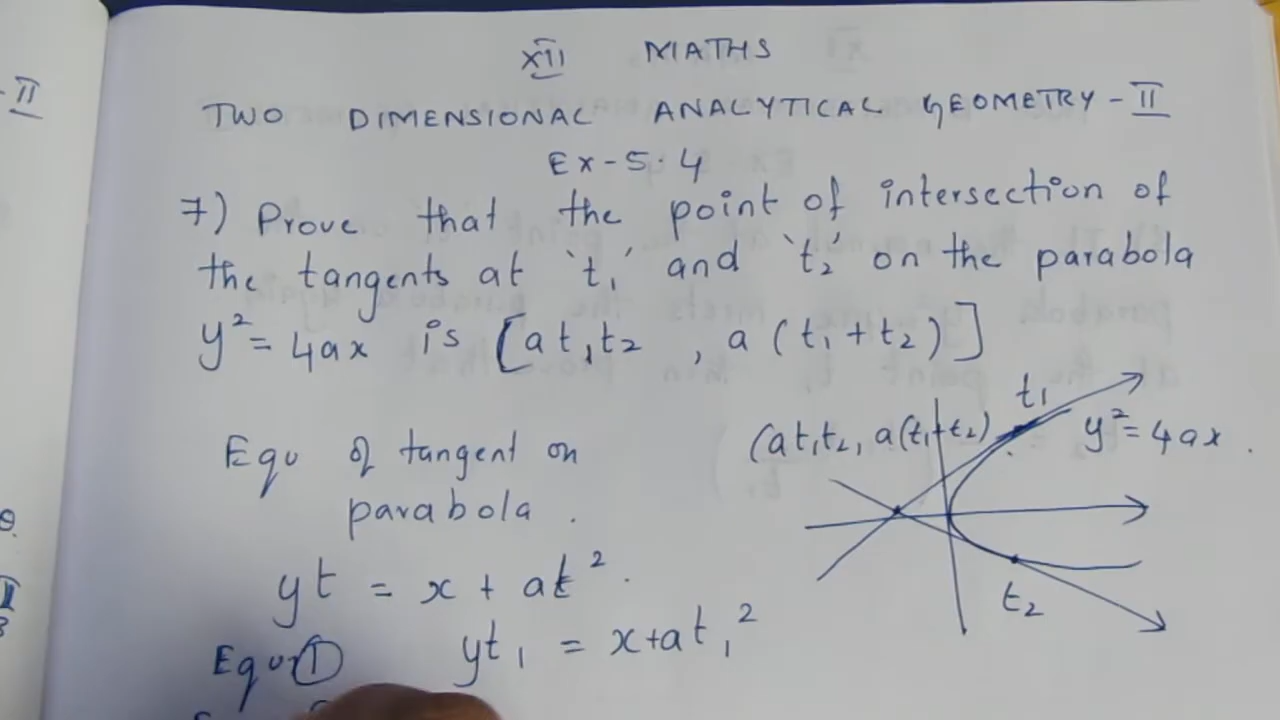 XII MATHS
TWO DIMENSIONAL ANALYTICAL GEOMETRY - II
EX - 5.4
7) Prove that the point of intersection of
the tangents at 't₁' and 't₂' on the parabola
y² = 4ax is [at₁t₂ , a(t₁+t₂)]
Equ of tangent on
parabola.
yt = x + at².
Equ ① yt₁ = x+at₁²
(at₁t₂, a(t₁+t₂)
t₁
y² = 4ax.
t₂
- II